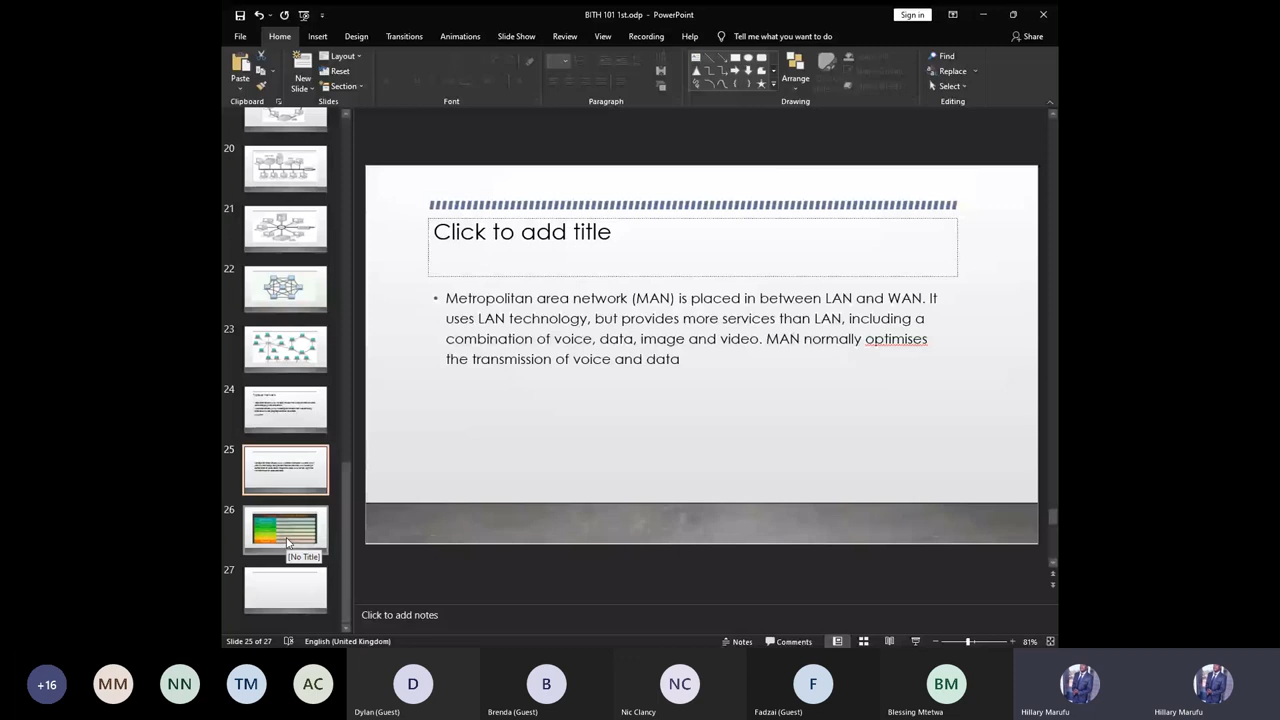 BITH 101 1st.odp - PowerPoint
Sign in
File Home Insert Design Transitions Animations Slide Show Review View Recording Help Tell me what you want to do Share
Paste
New Slide
Layout
Reset
Section
Arrange
Find
Replace
Select
Clipboard Slides Font Paragraph Drawing Editing
20
21
22
23
24
25
26
27
[No Title]
Click to add title
• Metropolitan area network (MAN) is placed in between LAN and WAN. It
uses LAN technology, but provides more services than LAN, including a
combination of voice, data, image and video. MAN normally optimises
the transmission of voice and data
Click to add notes
Slide 25 of 27 English (United Kingdom) Notes Comments 81%
+16 MM NN TM AC D B NC F BM
Dylan (Guest) Brenda (Guest) Nic Clancy Fadzai (Guest) Blessing Mtetwa Hillary Marufu Hillary Marufu